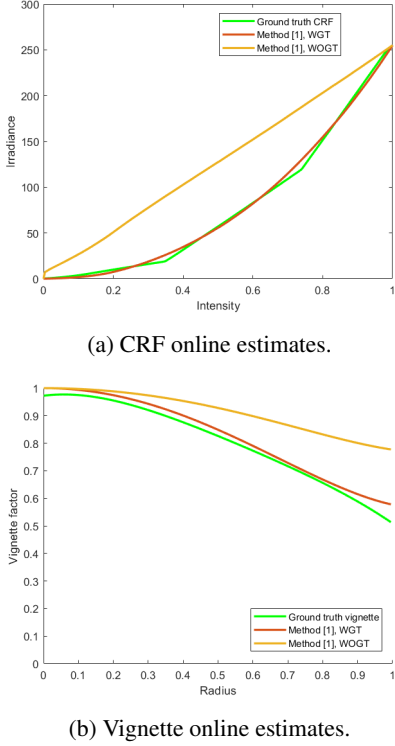 300
Ground truth CRF
Method [1], WGT
Method [1], WOGT
250
200
150
100
50
0
Irradiance
0 0.2 0.4 0.6 0.8 1
Intensity
(a) CRF online estimates.
1
0.9
0.8
0.7
0.6
0.5
0.4
0.3
0.2
0.1
0
Vignette factor
Ground truth vignette
Method [1], WGT
Method [1], WOGT
0 0.1 0.2 0.3 0.4 0.5 0.6 0.7 0.8 0.9 1
Radius
(b) Vignette online estimates.